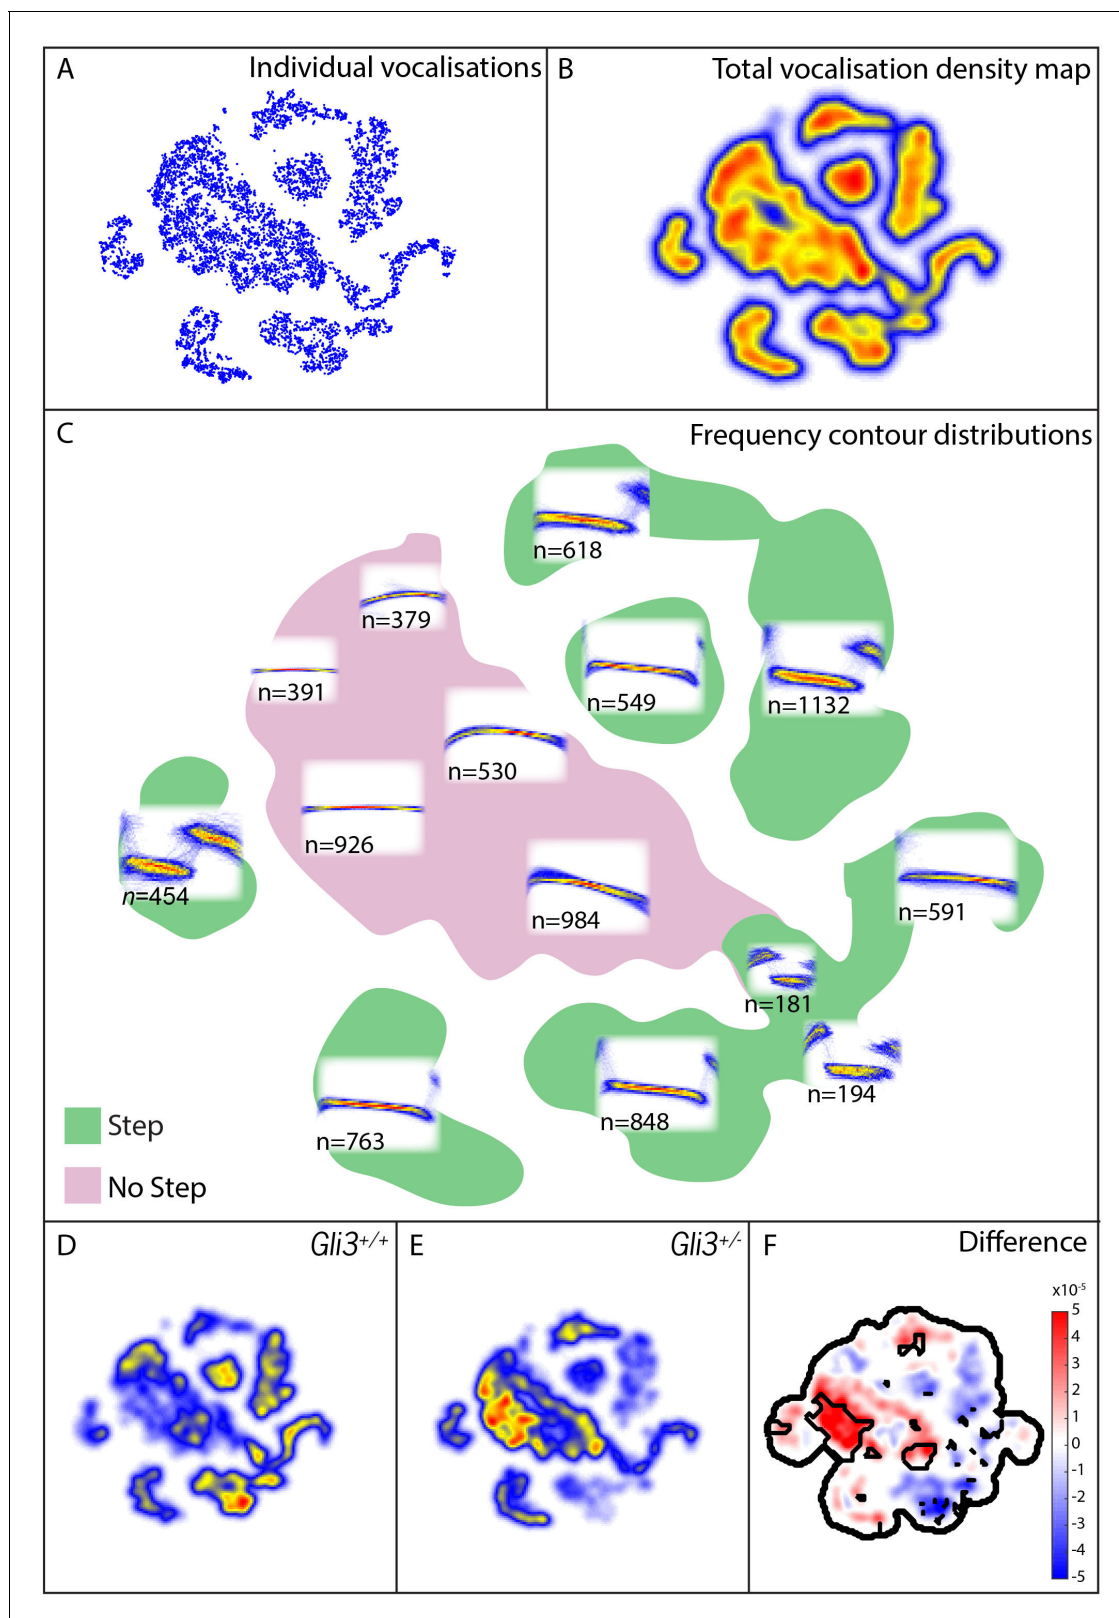 A
Individual vocalisations
B
Total vocalisation density map
C
Frequency contour distributions
n=618
n=379
n=391
n=549
n=1132
n=530
n=926
n=454
n=984
n=591
n=181
n=194
n=848
n=763
Step
No Step
D
Gli3+/+
E
Gli3+/-
F
Difference
x10-5
5
4
3
2
1
0
-1
-2
-3
-4
-5